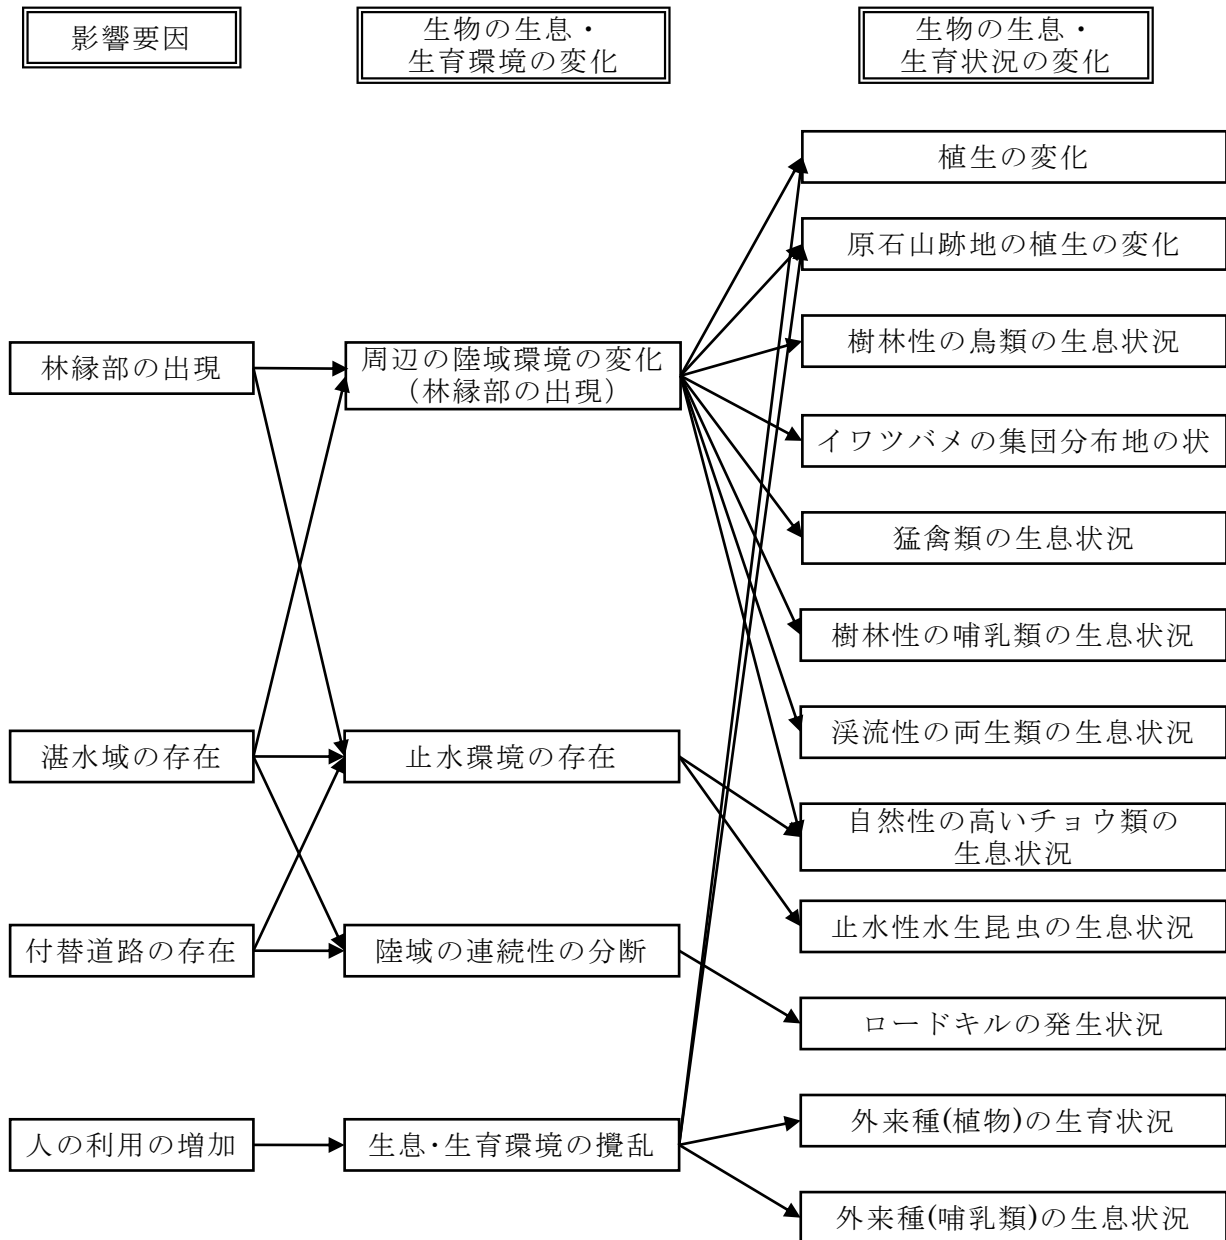 影響要因
生物の生息・
生育環境の変化
生物の生息・
生育状況の変化
植生の変化
原石山跡地の植生の変化
林縁部の出現
周辺の陸域環境の変化
（林縁部の出現）
樹林性の鳥類の生息状況
イワツバメの集団分布地の状
猛禽類の生息状況
樹林性の哺乳類の生息状況
湛水域の存在
止水環境の存在
渓流性の両生類の生息状況
自然性の高いチョウ類の
生息状況
付替道路の存在
陸域の連続性の分断
止水性水生昆虫の生息状況
ロードキルの発生状況
人の利用の増加
生息・生育環境の攪乱
外来種(植物)の生育状況
外来種(哺乳類)の生息状況